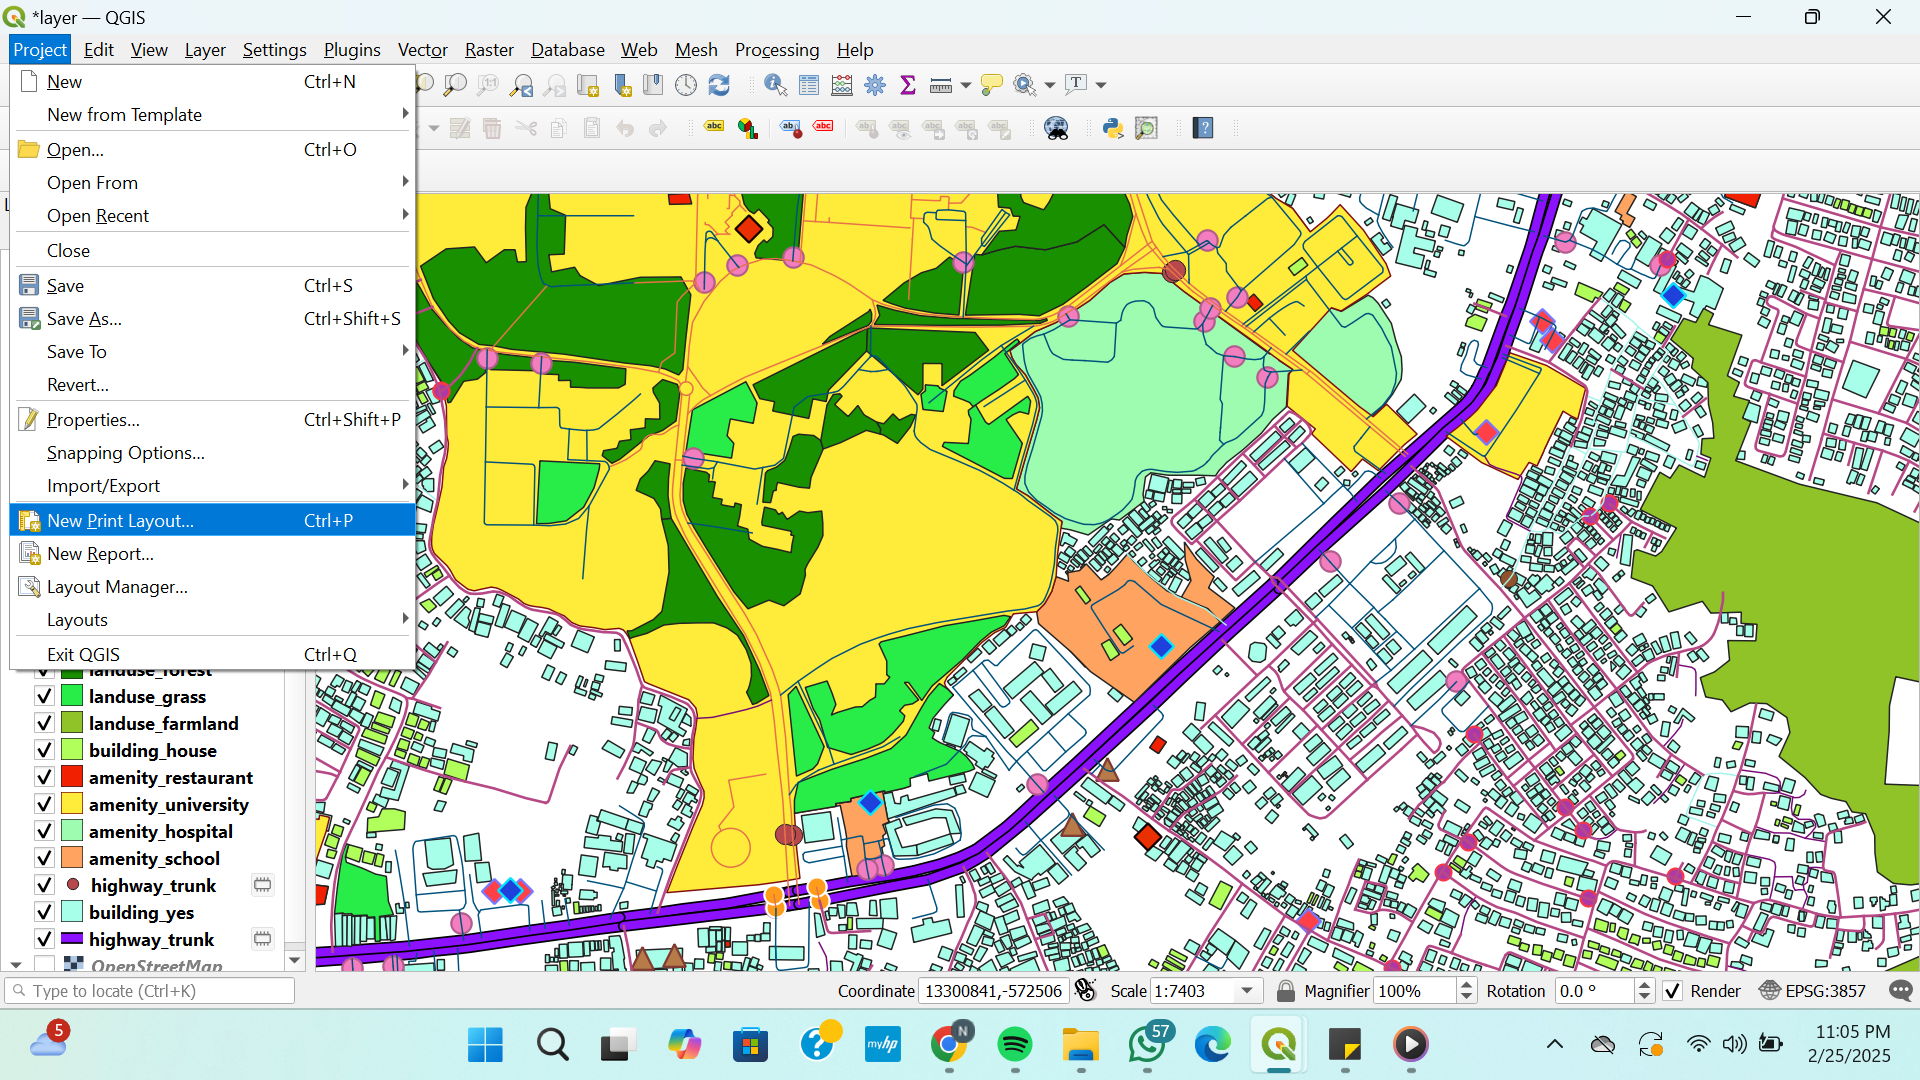 *layer — QGIS
Project Edit View Layer Settings Plugins Vector Raster Database Web Mesh Processing Help
New Ctrl+N
New from Template
Open... Ctrl+O
Open From
Open Recent
Close
Save Ctrl+S
Save As... Ctrl+Shift+S
Save To
Revert...
Properties... Ctrl+Shift+P
Snapping Options...
Import/Export
New Print Layout... Ctrl+P
New Report...
Layout Manager...
Layouts
Exit QGIS Ctrl+Q
landuse_forest
landuse_grass
landuse_farmland
building_house
amenity_restaurant
amenity_university
amenity_hospital
amenity_school
highway_trunk
building_yes
highway_trunk
OpenStreetMap
Type to locate (Ctrl+K)
Coordinate 13300841,-572506 Scale 1:7403 Magnifier 100% Rotation 0.0 ° Render EPSG:3857
5
myhp
N
57
11:05 PM
2/25/2025